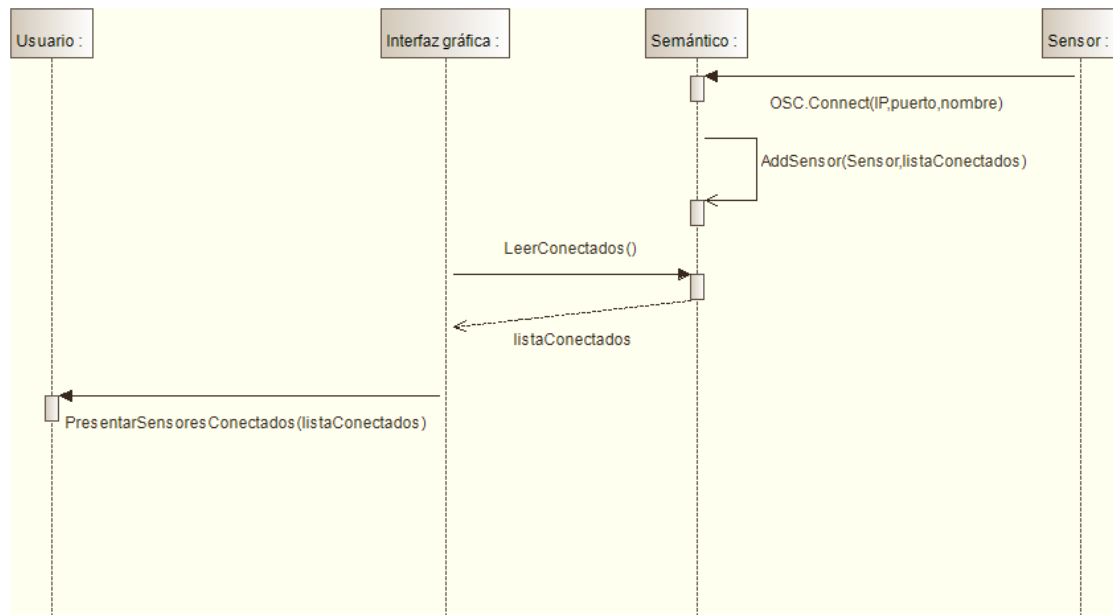 Usuario :
Interfaz gráfica :
Semántico :
Sensor :
OSC.Connect(IP,puerto,nombre)
AddSensor(Sensor,listaConectados)
LeerConectados()
listaConectados
PresentarSensoresConectados(listaConectados)